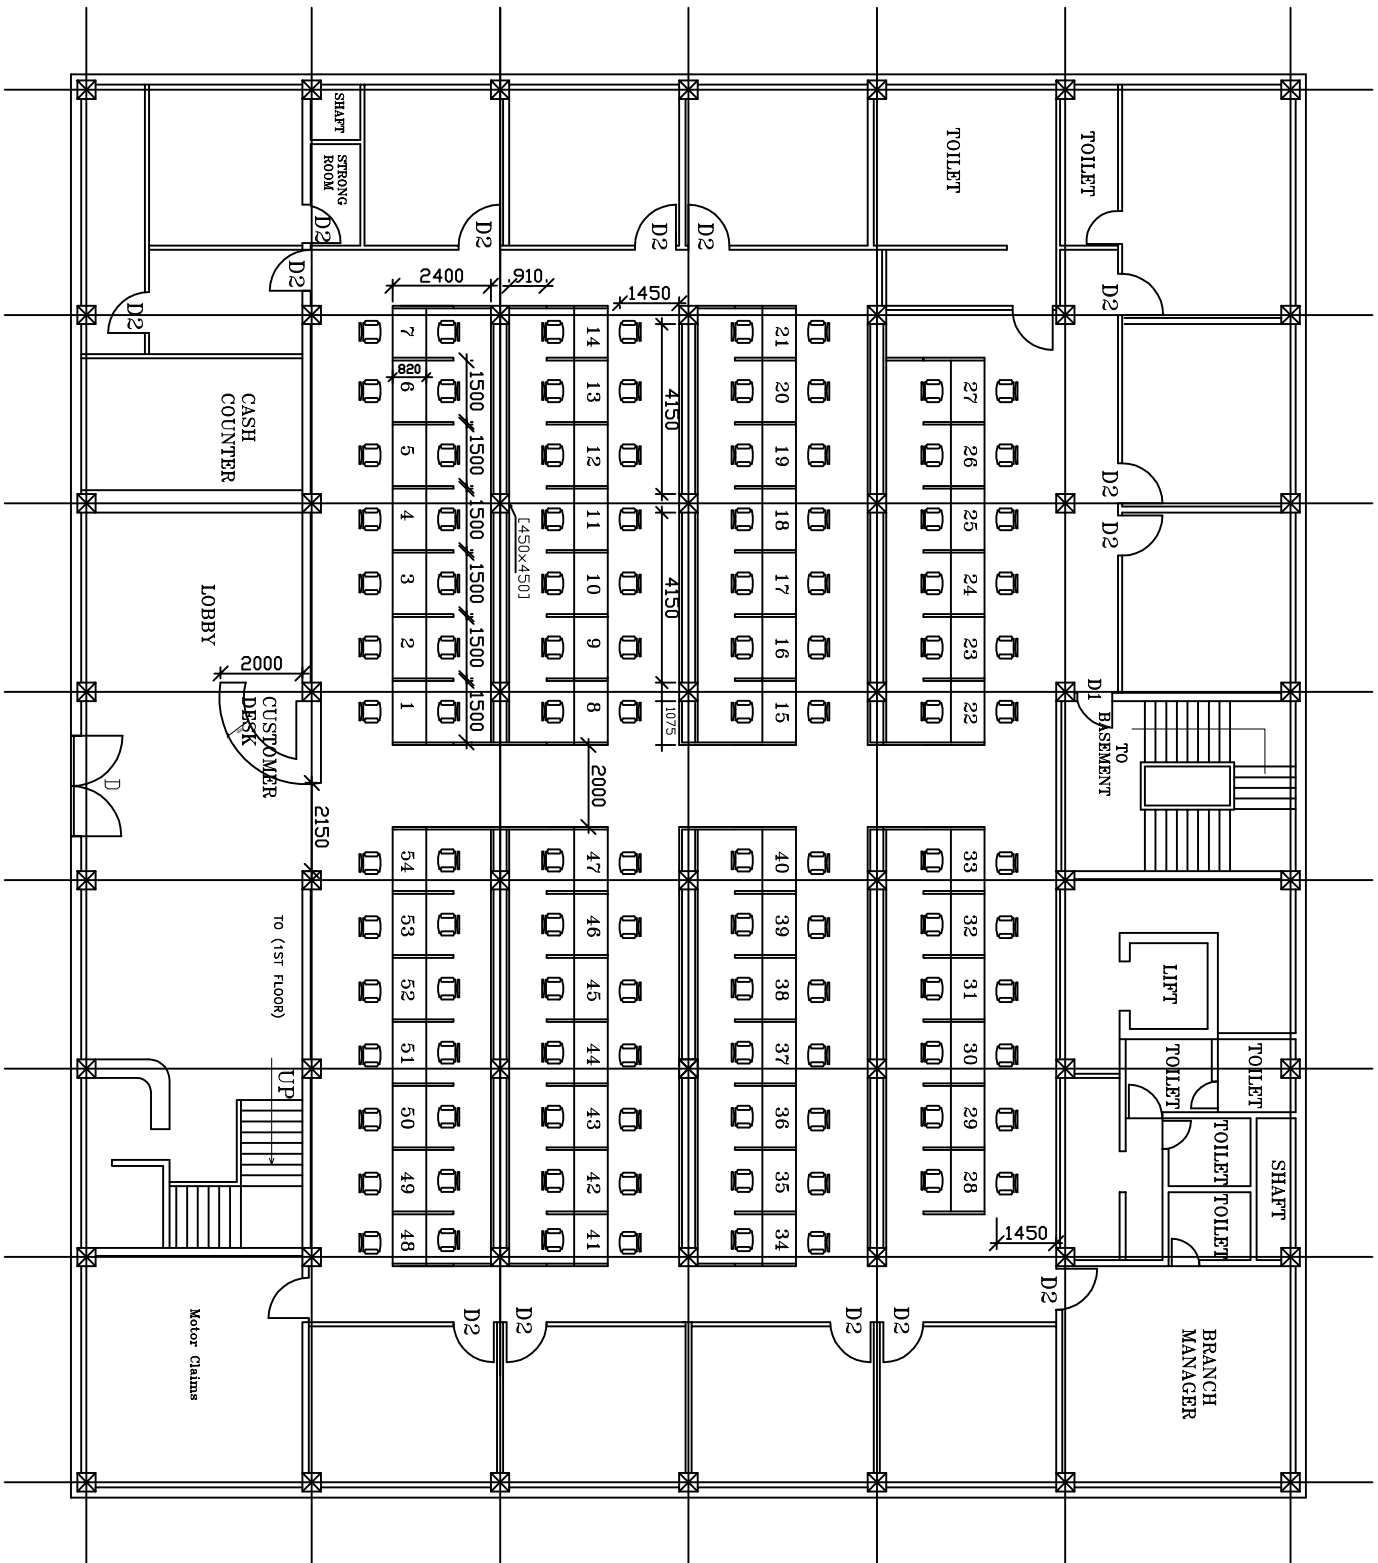 SHAFT
STRONG
ROOM
TOILET
TOILET
D2
D2
D2
D2
D2
D2
D2
D2
D2
2400
910
1450
7
14
21
820
6
13
20
27
1500
4150
CASH
COUNTER
5
12
19
26
1500
4
11
18
25
1500
[450×450]
3
10
17
24
1500
4150
LOBBY
2
9
16
23
1500
2000
1
8
15
22
1500
1075
D1
TO
BASEMENT
CUSTOMER
DESK
D
2000
2150
54
47
40
33
53
46
39
32
TO (1ST FLOOR)
52
45
38
31
LIFT
UP
51
44
37
30
TOILET
TOILET
50
43
36
29
TOILET
SHAFT
49
42
35
28
TOILET
48
41
34
1450
D2
D2
D2
D2
D2
Motor Claims
BRANCH
MANAGER